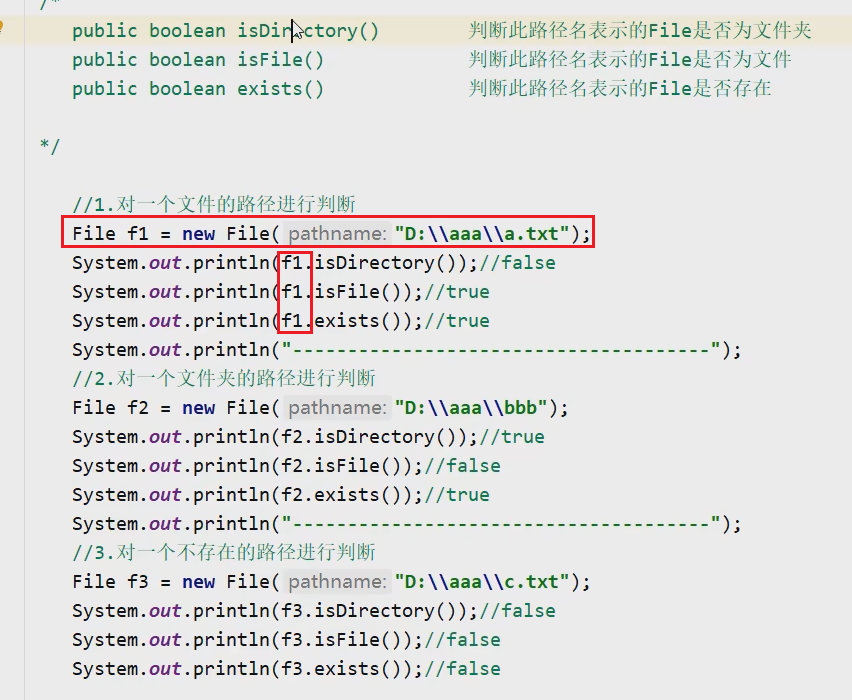 /*
public boolean isDirectory() 判断此路径名表示的File是否为文件夹
public boolean isFile() 判断此路径名表示的File是否为文件
public boolean exists() 判断此路径名表示的File是否存在
*/
//1.对一个文件的路径进行判断
File f1 = new File( pathname: "D:\\aaa\\a.txt");
System.out.println(f1.isDirectory());//false
System.out.println(f1.isFile());//true
System.out.println(f1.exists());//true
System.out.println("--------------------------------------");
//2.对一个文件夹的路径进行判断
File f2 = new File( pathname: "D:\\aaa\\bbb");
System.out.println(f2.isDirectory());//true
System.out.println(f2.isFile());//false
System.out.println(f2.exists());//true
System.out.println("--------------------------------------");
//3.对一个不存在的路径进行判断
File f3 = new File( pathname: "D:\\aaa\\c.txt");
System.out.println(f3.isDirectory());//false
System.out.println(f3.isFile());//false
System.out.println(f3.exists());//false